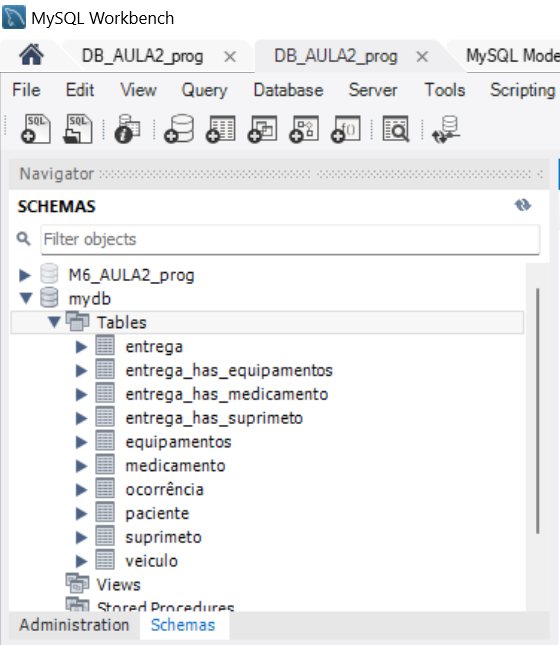 MySQL Workbench
DB_AULA2_prog × DB_AULA2_prog × MySQL Mode
File Edit View Query Database Server Tools Scripting
SQL SQL
Navigator
SCHEMAS
Filter objects
M6_AULA2_prog
mydb
Tables
entrega
entrega_has_equipamentos
entrega_has_medicamento
entrega_has_suprimeto
equipamentos
medicamento
ocorrência
paciente
suprimeto
veiculo
Views
Stored Procedures
Administration Schemas